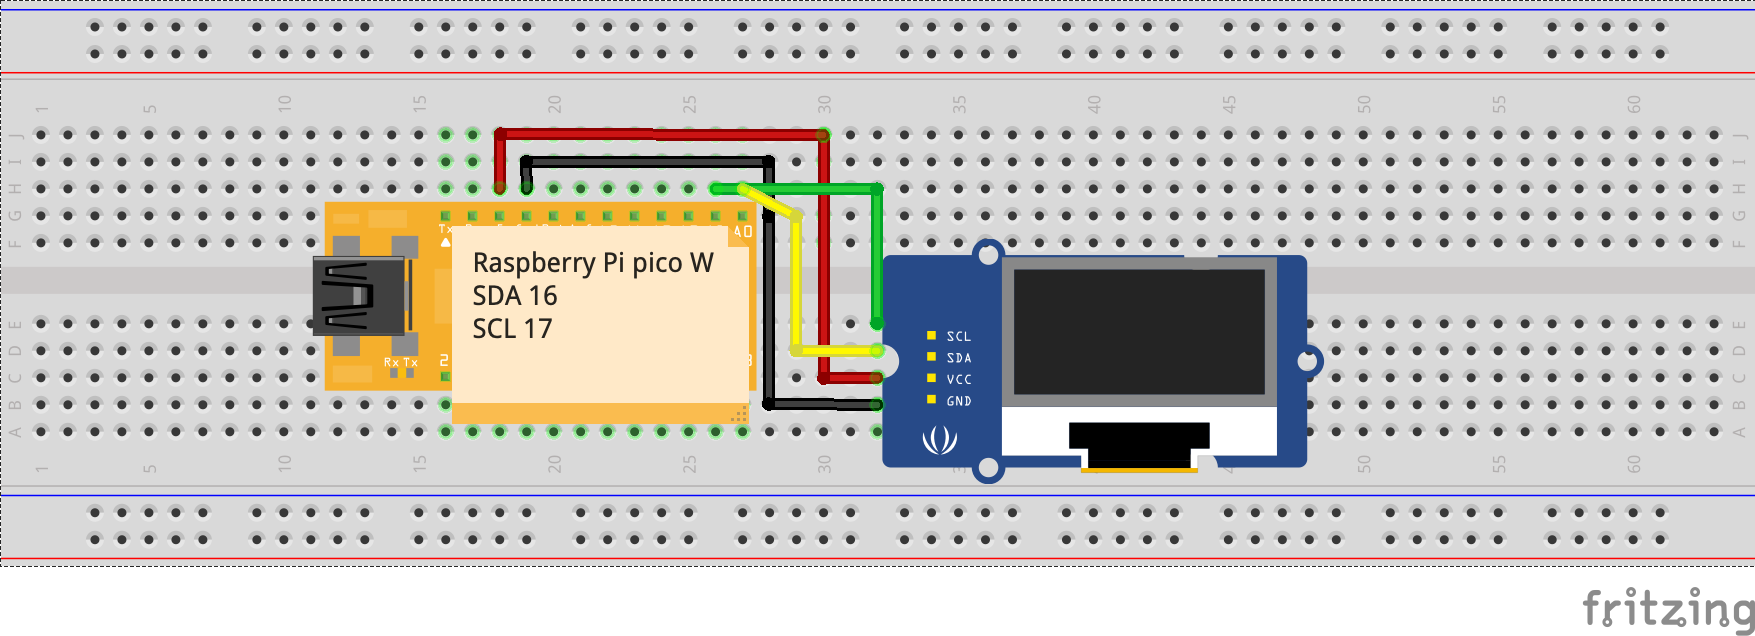 1 5 10 15 20 25 30 35 40 45 50 55 60
J J
I I
H H
G G
F F
A0
Raspberry Pi pico W
SDA 16
SCL 17
E E
D D
C C
B B
A A
Rx Tx
2
SCL
SDA
VCC
GND
1 5 10 15 20 25 30 50 55 60
fritzing